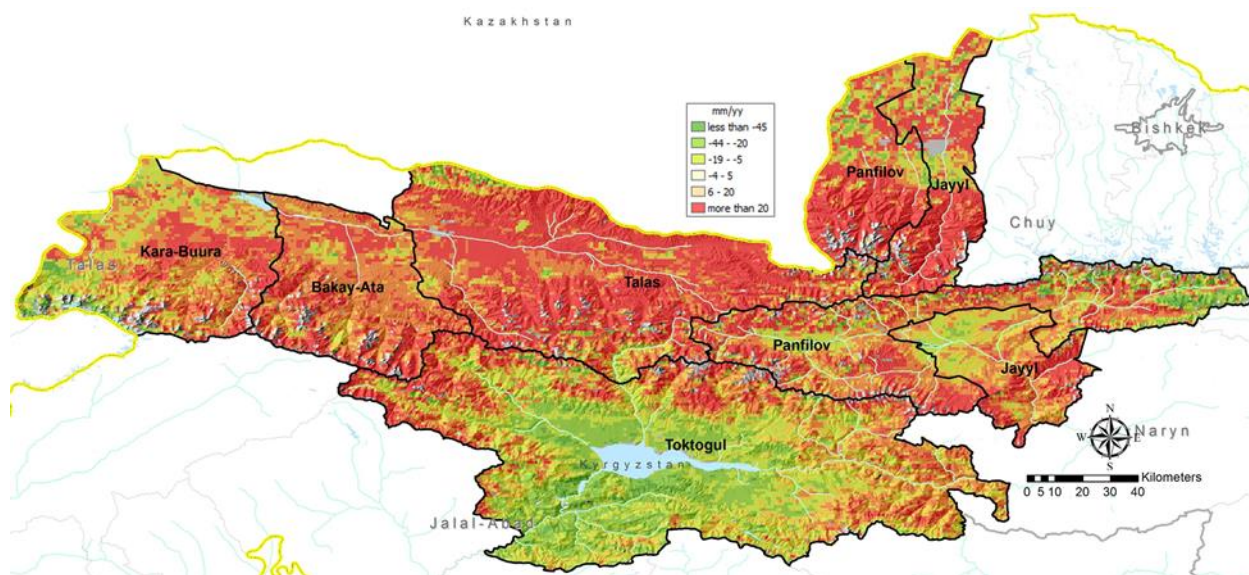 Kazakhstan
mm/yy
less than -45
-44 - -20
-19 - -5
-4 - 5
6 - 20
more than 20
Bishkek
Panfilov
Jayyl
Chuy
Kara-Buura
Talas
Bakay-Ata
Talas
Panfilov
Jayyl
Toktogul
Kyrgyzstan
Jalal-Abad
N
W E
S
Naryn
Kilometers
0 5 10 20 30 40